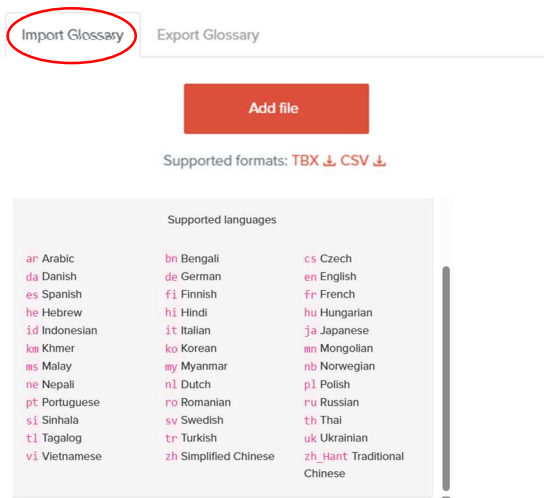 Import Glossary Export Glossary
Add file
Supported formats: TBX CSV
Supported languages
ar Arabic bn Bengali cs Czech
da Danish de German en English
es Spanish fi Finnish fr French
he Hebrew hi Hindi hu Hungarian
id Indonesian it Italian ja Japanese
km Khmer ko Korean mn Mongolian
ms Malay my Myanmar nb Norwegian
ne Nepali nl Dutch pl Polish
pt Portuguese ro Romanian ru Russian
si Sinhala sv Swedish th Thai
tl Tagalog tr Turkish uk Ukrainian
vi Vietnamese zh Simplified Chinese zh_Hant Traditional
Chinese